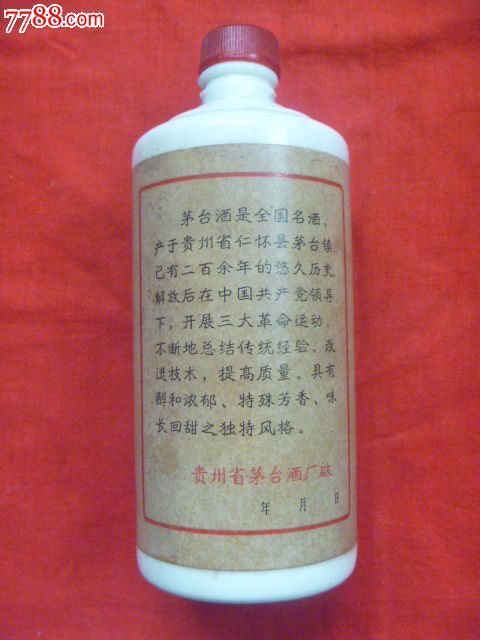 7788.com
茅台酒是全国名酒，
产于贵州省仁怀县茅台镇，
已有二百余年的悠久历史。
解放后在中国共产党领导
下，开展三大革命运动，
不断地总结传统经验，改
进技术，提高质量。具有
醇和浓郁、特殊芳香、味
长回甜之独特风格。
贵州省茅台酒厂啟
年 月 日